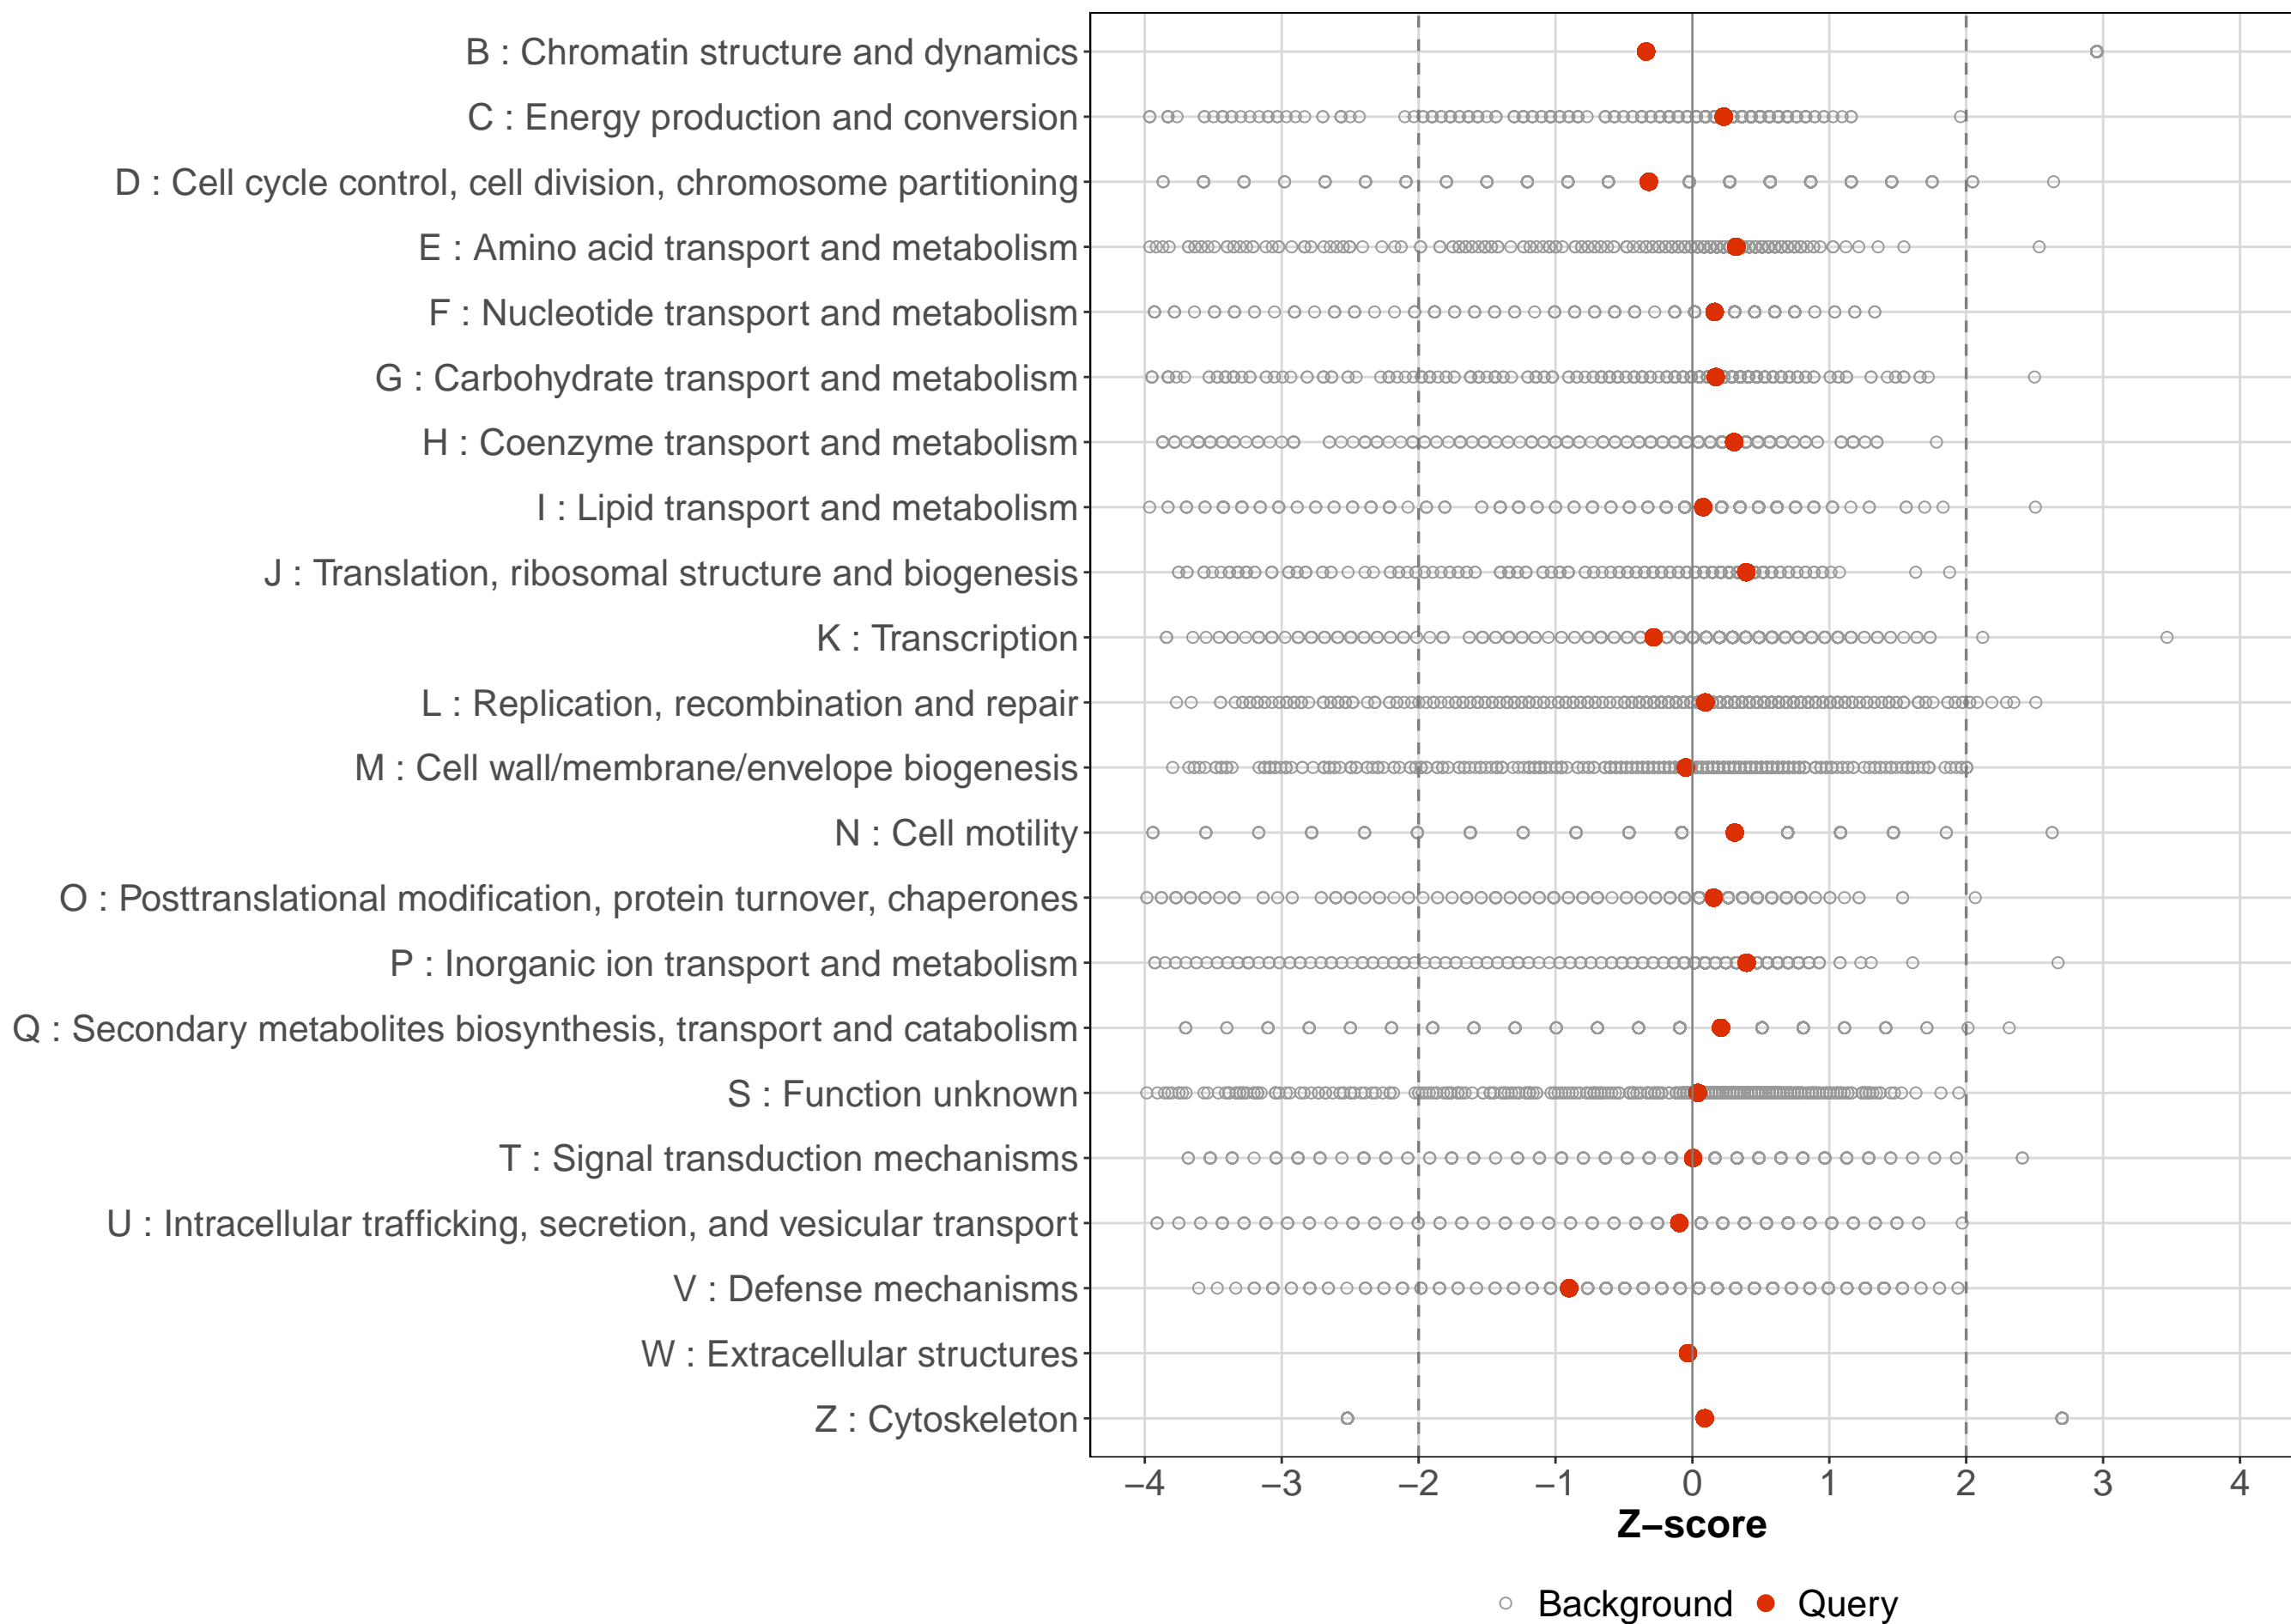 B : Chromatin structure and dynamics
C : Energy production and conversion
D : Cell cycle control, cell division, chromosome partitioning
E : Amino acid transport and metabolism
F : Nucleotide transport and metabolism
G : Carbohydrate transport and metabolism
H : Coenzyme transport and metabolism
I : Lipid transport and metabolism
J : Translation, ribosomal structure and biogenesis
K : Transcription
L : Replication, recombination and repair
M : Cell wall/membrane/envelope biogenesis
N : Cell motility
O : Posttranslational modification, protein turnover, chaperones
P : Inorganic ion transport and metabolism
Q : Secondary metabolites biosynthesis, transport and catabolism
S : Function unknown
T : Signal transduction mechanisms
U : Intracellular trafficking, secretion, and vesicular transport
V : Defense mechanisms
W : Extracellular structures
Z : Cytoskeleton
−4 −3 −2 −1 0 1 2 3 4
Z−score
Background Query